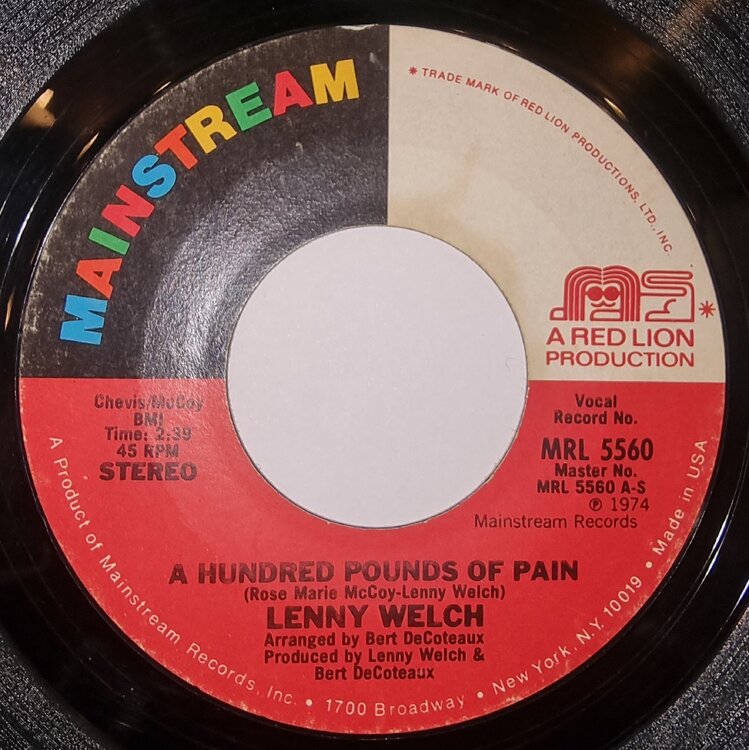 MAINSTREAM
* TRADE MARK OF RED LION PRODUCTIONS, LTD., INC.
*
A RED LION
PRODUCTION
Chevis/McCoy
BMI
Time: 2:39
45 RPM
STEREO
Vocal
Record No.
MRL 5560
Master No.
MRL 5560 A-S
℗ 1974
Mainstream Records
A HUNDRED POUNDS OF PAIN
(Rose Marie McCoy-Lenny Welch)
LENNY WELCH
Arranged by Bert DeCoteaux
Produced by Lenny Welch &
Bert DeCoteaux
A Product of Mainstream Records, Inc. • 1700 Broadway • New York, N.Y. 10019 • Made in USA